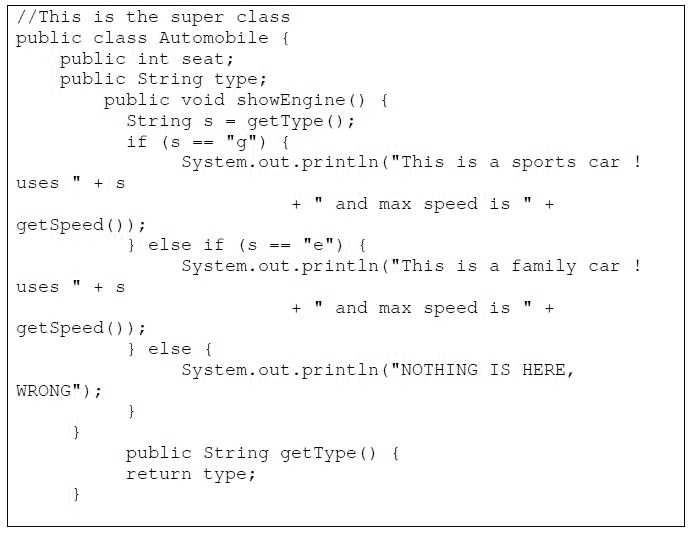 //This is the super class
public class Automobile {
    public int seat;
    public String type;
        public void showEngine() {
          String s = getType();
          if (s == "g") {
               System.out.println("This is a sports car !
uses " + s
                         + " and max speed is " +
getSpeed());
          } else if (s == "e") {
               System.out.println("This is a family car !
uses " + s
                         + " and max speed is " +
getSpeed());
          } else {
               System.out.println("NOTHING IS HERE,
WRONG");
          }
     }
          public String getType() {
          return type;
     }